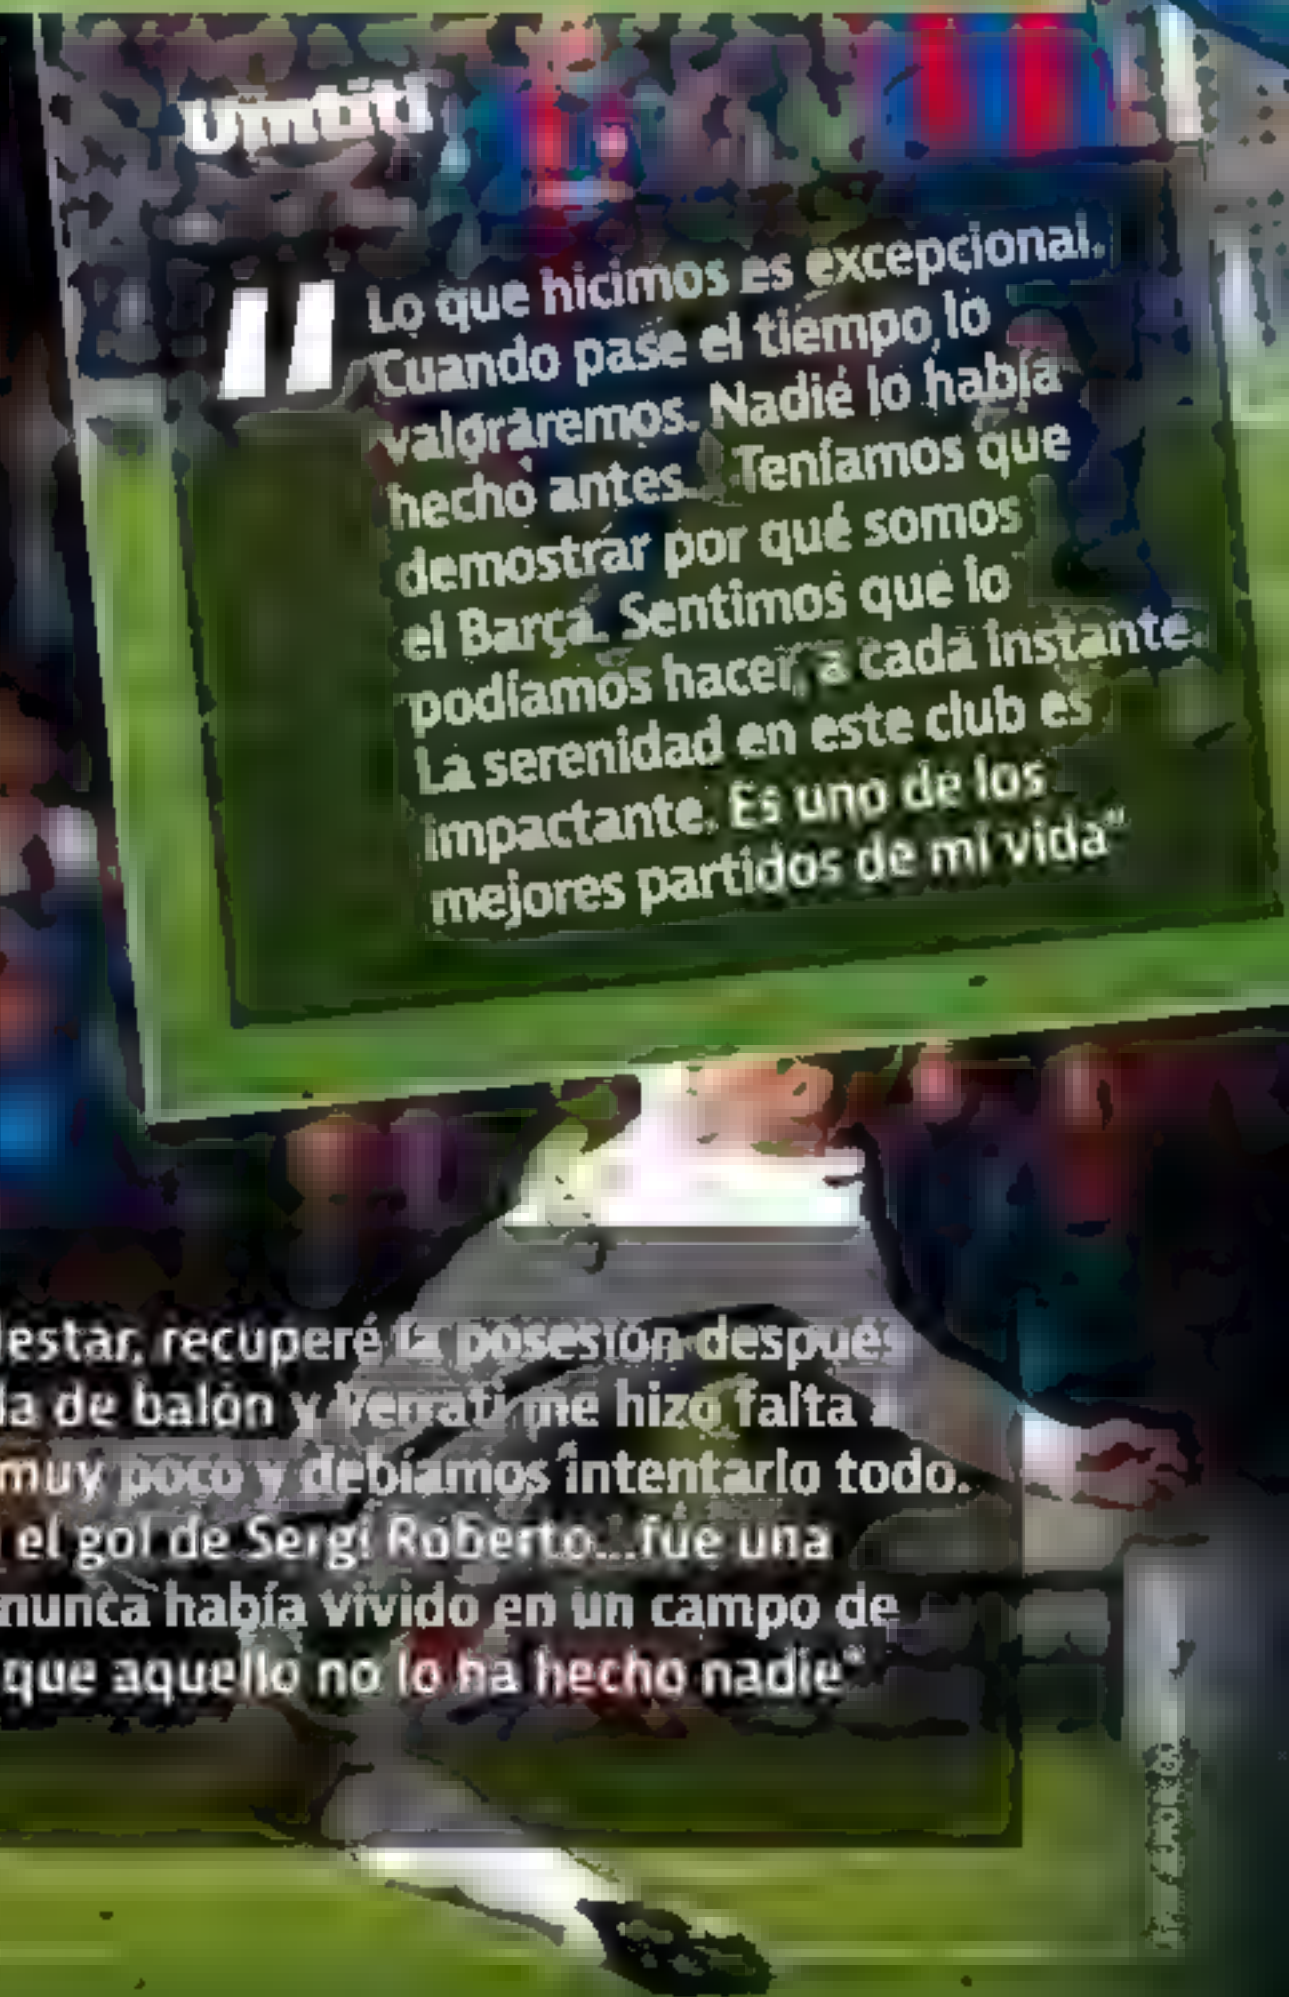 Umtiti
"Lo que hicimos es excepcional.
Cuando pase el tiempo, lo
valoraremos. Nadie lo había
hecho antes. Teníamos que
demostrar por qué somos
el Barça. Sentimos que lo
podíamos hacer, a cada instante.
La serenidad en este club es
impactante. Es uno de los
mejores partidos de mi vida"
lestar, recuperé la posesión después
da de balón y Verrati me hizo falta
muy poco y debíamos intentarlo todo.
el gol de Sergi Roberto...fue una
nunca había vivido en un campo de
que aquello no lo ha hecho nadie"